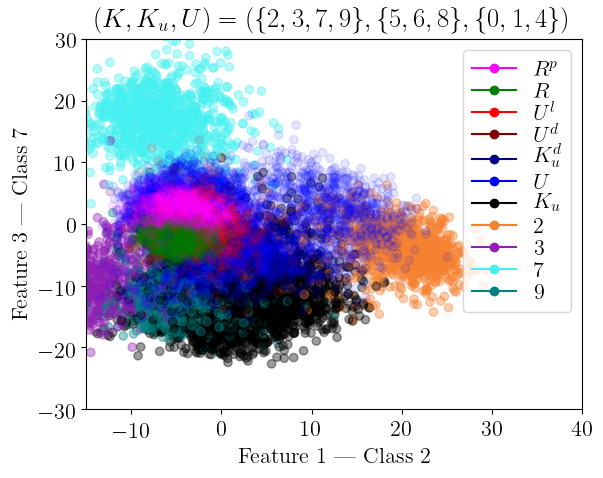 (K, K_u, U) = ({2, 3, 7, 9}, {5, 6, 8}, {0, 1, 4})
Feature 3 — Class 7
30
20
10
0
−10
−20
−30
R^p
R
U^l
U^d
K_u^d
U
K_u
2
3
7
9
−10
0
10
20
30
40
Feature 1 — Class 2